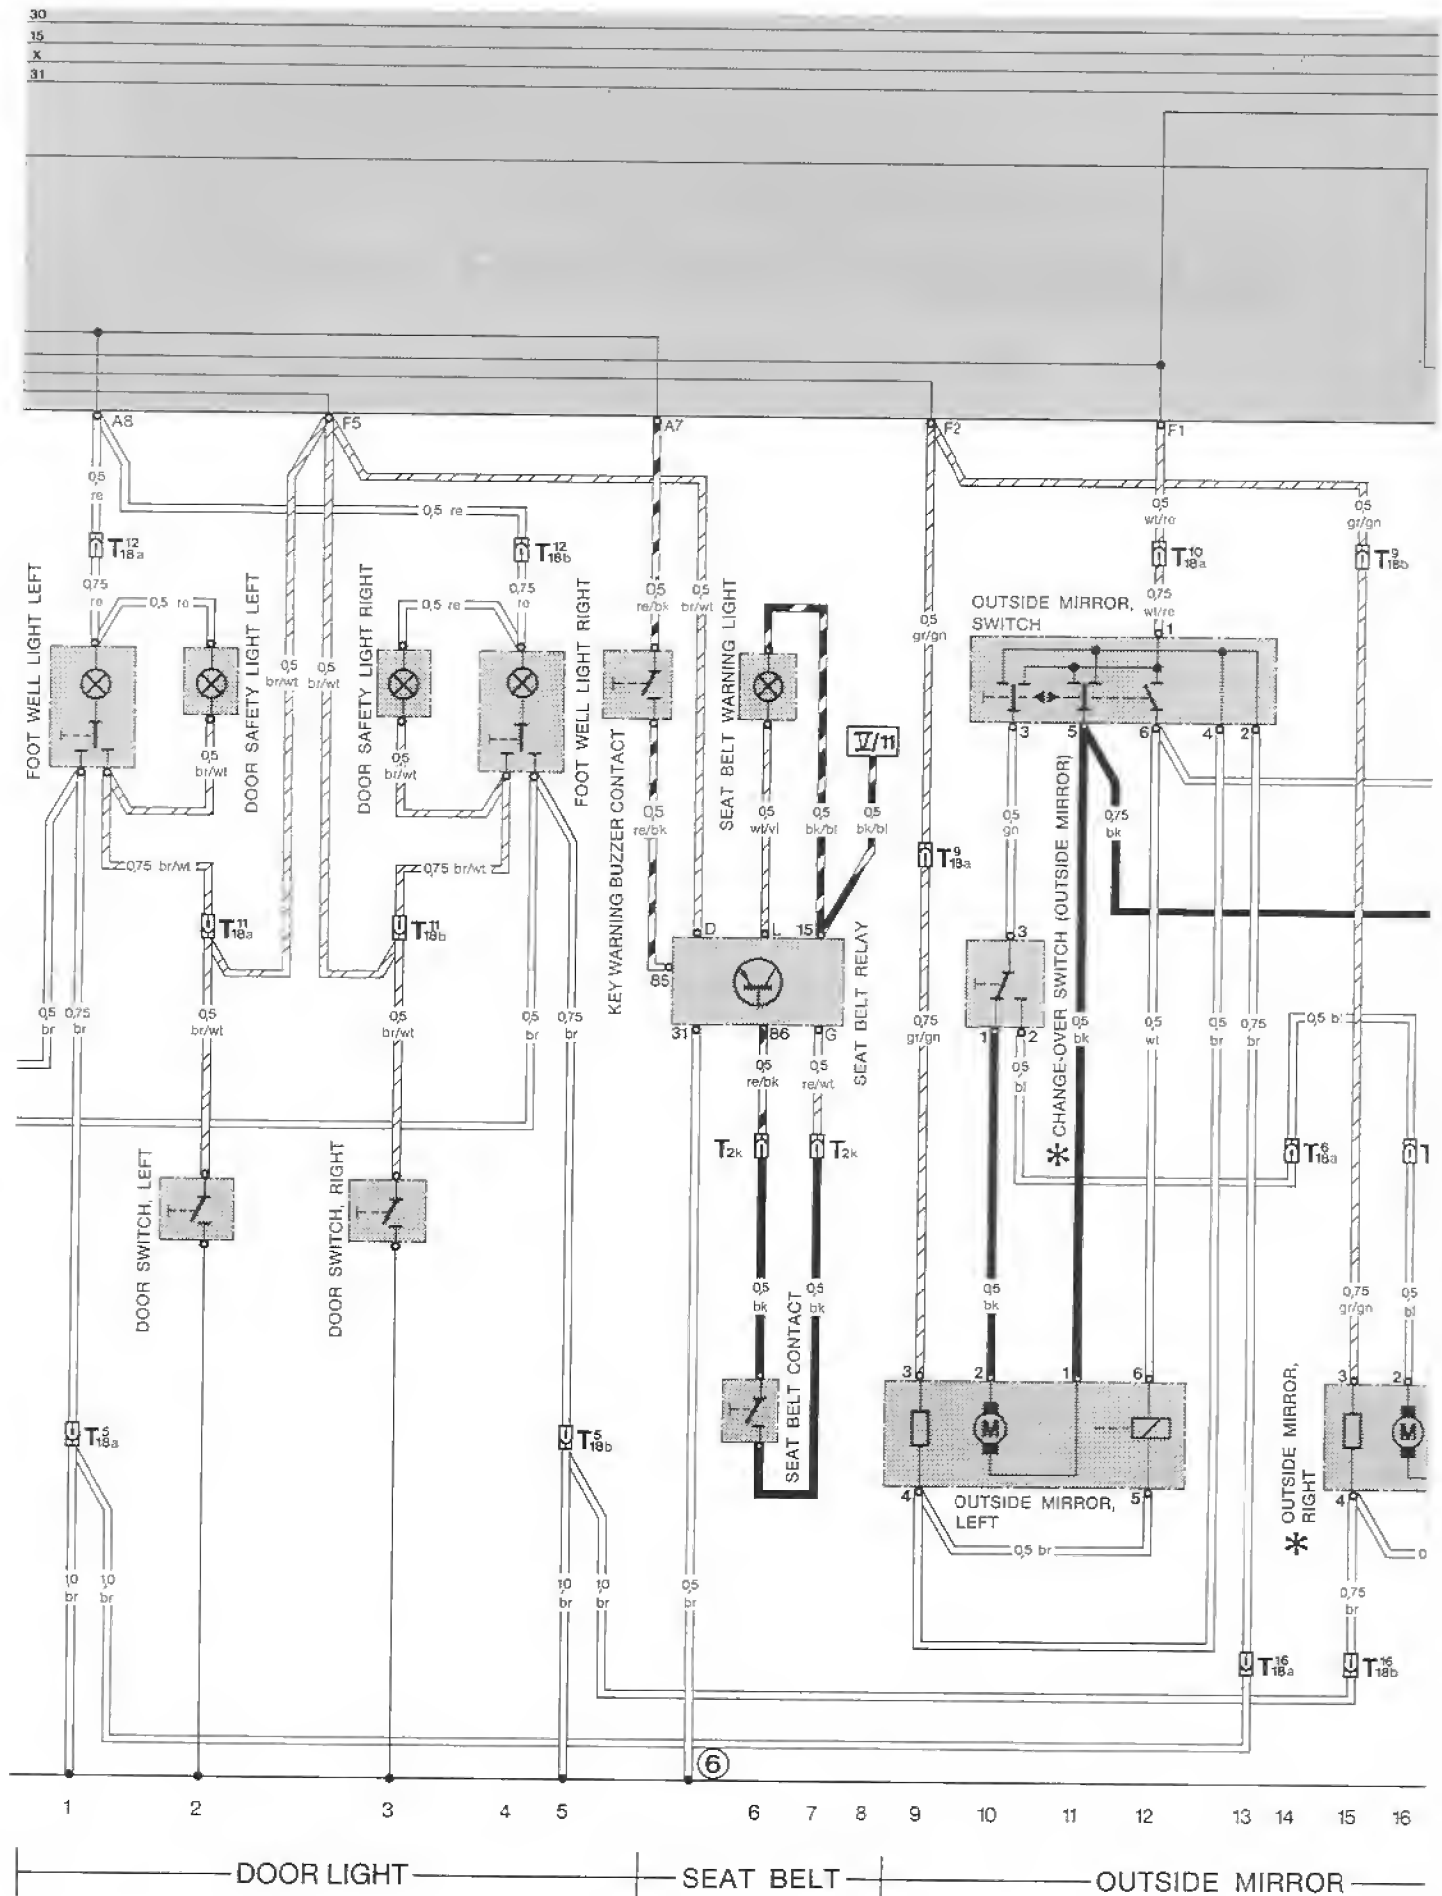 30
15
X
31
A8
F5
A7
F2
F1
0,5
re
0,5 re
0,5
wt/re
0,5
gr/gn
T12 18a
T12 18b
T10 18a
T9 18b
0,75
re
0,5 re
0,5 re
0,75
re
0,5
re/bk
0,5
br/wt
0,75
wt/re
OUTSIDE MIRROR,
SWITCH
1
0,5
gr/gn
FOOT WELL LIGHT LEFT
DOOR SAFETY LIGHT LEFT
DOOR SAFETY LIGHT RIGHT
FOOT WELL LIGHT RIGHT
SEAT BELT WARNING LIGHT
0,5
br/wt
0,5
br/wt
3
5
6
4
2
V/11
0,5
br/wt
0,5
br/wt
KEY WARNING BUZZER CONTACT
0,5
re/bk
0,5
wt/vi
0,5
bk/bl
0,5
bk/bl
0,5
gn
0,75
bk
0,75 br/wt
0,75 br/wt
T9 18a
T11 18a
T11 18b
D
L
15
85
3
SEAT BELT RELAY
CHANGE-OVER SWITCH (OUTSIDE MIRROR)
*
0,5
br
0,75
br
0,5
br/wt
0,5
br/wt
0,5
br
0,75
br
31
86
G
0,75
gr/gn
1
2
0,5
bk
0,5
wt
0,5
br
0,75
br
0,5 bl
0,5
re/bk
0,5
re/wt
0,5
bl
T2k
T2k
T6 18a
DOOR SWITCH, LEFT
DOOR SWITCH, RIGHT
0,5
bk
0,5
bk
SEAT BELT CONTACT
0,5
bk
0,75
gr/gn
0,5
bl
3
2
1
6
3
2
M
M
T5 18a
T5 18b
4
5
4
OUTSIDE MIRROR,
LEFT
OUTSIDE MIRROR,
RIGHT
*
0,5 br
1,0
br
1,0
br
1,0
br
1,0
br
0,5
br
0,75
br
T16 18a
T16 18b
6
1 2 3 4 5 6 7 8 9 10 11 12 13 14 15 16
DOOR LIGHT
SEAT BELT
OUTSIDE MIRROR